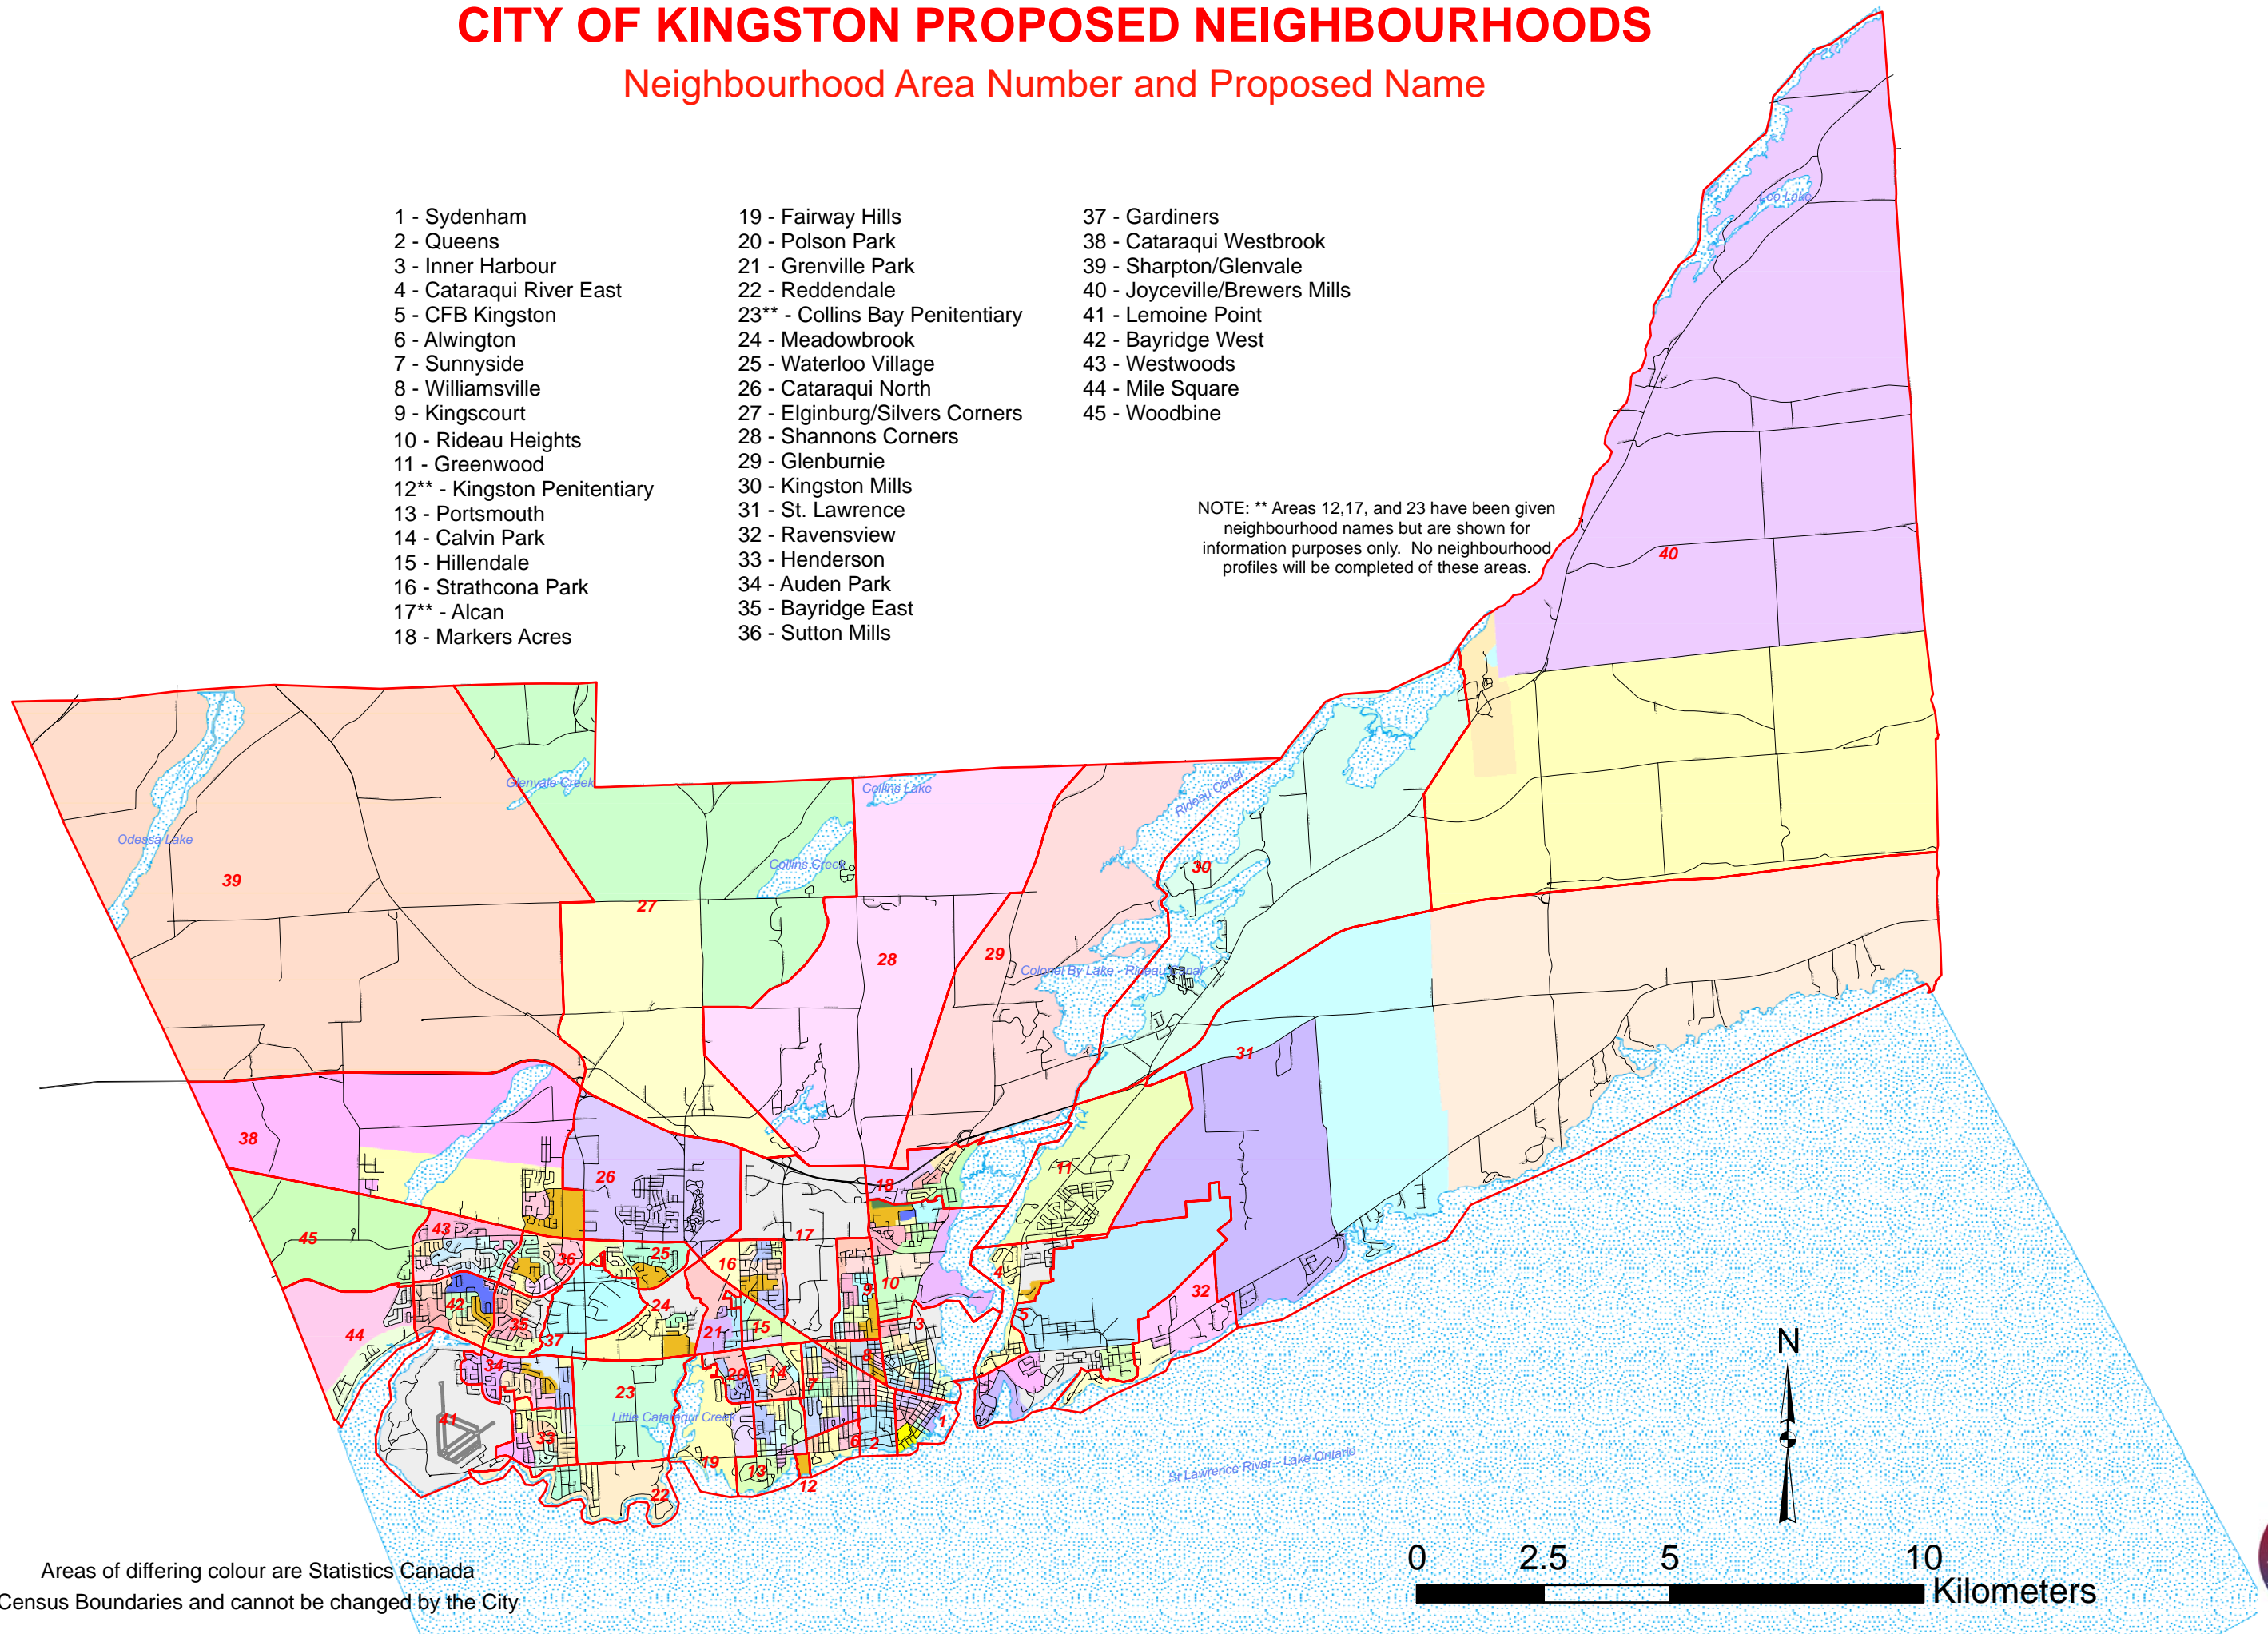 CITY OF KINGSTON PROPOSED NEIGHBOURHOODS
Neighbourhood Area Number and Proposed Name
1 - Sydenham
2 - Queens
3 - Inner Harbour
4 - Cataraqui River East
5 - CFB Kingston
6 - Alwington
7 - Sunnyside
8 - Williamsville
9 - Kingscourt
10 - Rideau Heights
11 - Greenwood
12** - Kingston Penitentiary
13 - Portsmouth
14 - Calvin Park
15 - Hillendale
16 - Strathcona Park
17** - Alcan
18 - Markers Acres
19 - Fairway Hills
20 - Polson Park
21 - Grenville Park
22 - Reddendale
23** - Collins Bay Penitentiary
24 - Meadowbrook
25 - Waterloo Village
26 - Cataraqui North
27 - Elginburg/Silvers Corners
28 - Shannons Corners
29 - Glenburnie
30 - Kingston Mills
31 - St. Lawrence
32 - Ravensview
33 - Henderson
34 - Auden Park
35 - Bayridge East
36 - Sutton Mills
37 - Gardiners
38 - Cataraqui Westbrook
39 - Sharpton/Glenvale
40 - Joyceville/Brewers Mills
41 - Lemoine Point
42 - Bayridge West
43 - Westwoods
44 - Mile Square
45 - Woodbine
NOTE: ** Areas 12,17, and 23 have been given
neighbourhood names but are shown for
information purposes only. No neighbourhood
profiles will be completed of these areas.
Leo Lake
40
Glenvale Creek
Collins Lake
Rideau Canal
Odessa Lake
Collins Creek
30
39
27
28
29
Colonel By Lake - Rideau Canal
31
38
26
11
18
45
43
36
25
17
16
4
42
24
10
9
32
44
35
37
21
15
3
5
34
23
20
14
7
8
41
Little Cataraqui Creek
33
6
2
1
19
13
12
22
St Lawrence River - Lake Ontario
N
0 2.5 5 10
Kilometers
Areas of differing colour are Statistics Canada
Census Boundaries and cannot be changed by the City